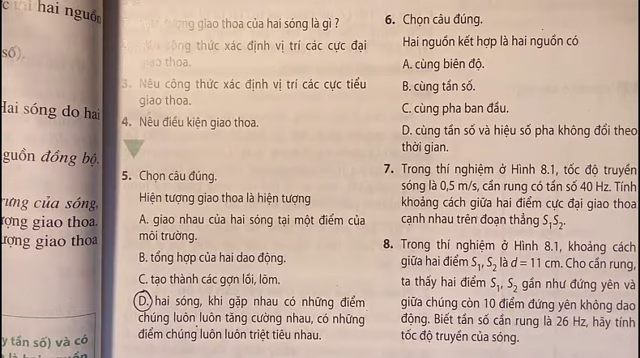 hai nguồn
số).
Hai sóng do hai
guồn đồng bộ.
rưng của sóng,
ượng giao thoa.
ượng giao thoa
y tần số) và có
tượng giao thoa của hai sóng là gì ?
công thức xác định vị trí các cực đại
giao thoa.
3. Nêu công thức xác định vị trí các cực tiểu
giao thoa.
4. Nêu điều kiện giao thoa.
5. Chọn câu đúng.
Hiện tượng giao thoa là hiện tượng
A. giao nhau của hai sóng tại một điểm của
môi trường.
B. tổng hợp của hai dao động.
C. tạo thành các gợn lồi, lõm.
D. hai sóng, khi gặp nhau có những điểm
chúng luôn luôn tăng cường nhau, có những
điểm chúng luôn luôn triệt tiêu nhau.
6. Chọn câu đúng.
Hai nguồn kết hợp là hai nguồn có
A. cùng biên độ.
B. cùng tần số.
C. cùng pha ban đầu.
D. cùng tần số và hiệu số pha không đổi theo
thời gian.
7. Trong thí nghiệm ở Hình 8.1, tốc độ truyền
sóng là 0,5 m/s, cần rung có tần số 40 Hz. Tính
khoảng cách giữa hai điểm cực đại giao thoa
cạnh nhau trên đoạn thẳng S₁S₂.
8. Trong thí nghiệm ở Hình 8.1, khoảng cách
giữa hai điểm S₁, S₂ là d = 11 cm. Cho cần rung,
ta thấy hai điểm S₁, S₂ gần như đứng yên và
giữa chúng còn 10 điểm đứng yên không dao
động. Biết tần số cần rung là 26 Hz, hãy tính
tốc độ truyền của sóng.